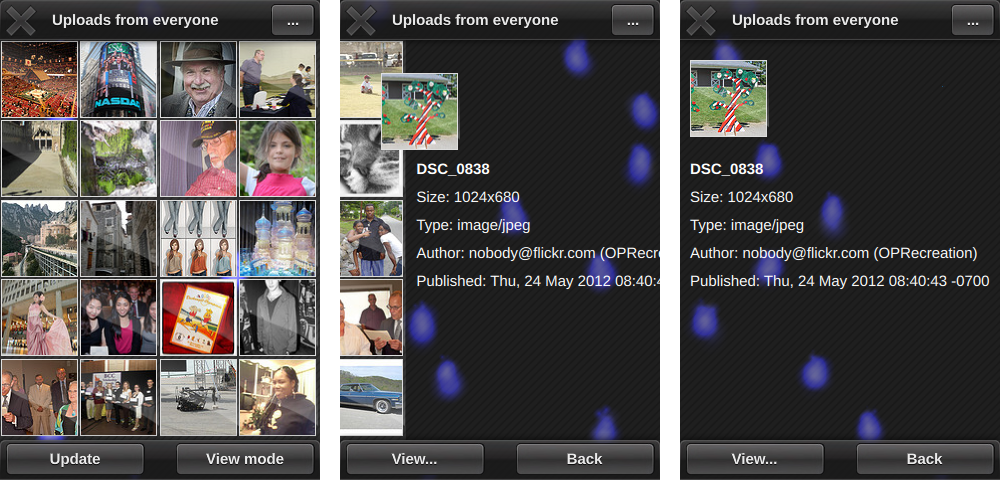 Uploads from everyone
...
NASDAQ
Update
View mode
Uploads from everyone
...
DSC_0838
Size: 1024x680
Type: image/jpeg
Author: nobody@flickr.com (OPRecre
Published: Thu, 24 May 2012 08:40:4
View...
Back
Uploads from everyone
...
DSC_0838
Size: 1024x680
Type: image/jpeg
Author: nobody@flickr.com (OPRecreation)
Published: Thu, 24 May 2012 08:40:43 -0700
View...
Back